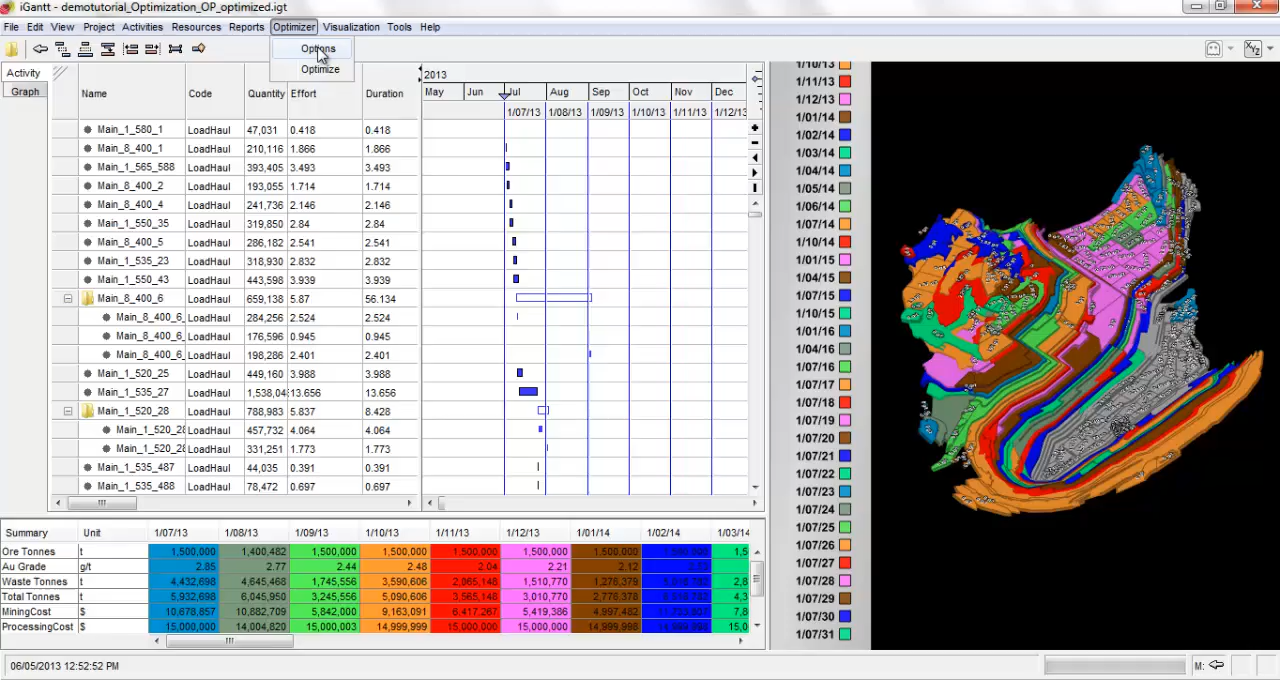 iGantt - demotutorial_Optimization_OP_optimized.igt
File Edit View Project Activities Resources Reports Optimizer Visualization Tools Help
Options
Optimize
Activity
Graph
Name Code Quantity Effort Duration
2013
May Jun Jul Aug Sep Oct Nov Dec
1/07/13 1/08/13 1/09/13 1/10/13 1/11/13 1/12/13
Main_1_580_1 LoadHaul 47,031 0.418 0.418
Main_8_400_1 LoadHaul 210,116 1.866 1.866
Main_1_565_588 LoadHaul 393,405 3.493 3.493
Main_8_400_2 LoadHaul 193,055 1.714 1.714
Main_8_400_4 LoadHaul 241,736 2.146 2.146
Main_1_550_35 LoadHaul 319,850 2.84 2.84
Main_8_400_5 LoadHaul 286,182 2.541 2.541
Main_1_535_23 LoadHaul 318,930 2.832 2.832
Main_1_550_43 LoadHaul 443,598 3.939 3.939
Main_8_400_6 LoadHaul 659,138 5.87 56.134
Main_8_400_6_ LoadHaul 284,256 2.524 2.524
Main_8_400_6_ LoadHaul 176,596 0.945 0.945
Main_8_400_6_ LoadHaul 198,286 2.401 2.401
Main_1_520_25 LoadHaul 449,160 3.988 3.988
Main_1_535_27 LoadHaul 1,538,04 13.656 13.656
Main_1_520_28 LoadHaul 788,983 5.837 8.428
Main_1_520_28 LoadHaul 457,732 4.064 4.064
Main_1_520_28 LoadHaul 331,251 1.773 1.773
Main_1_535_487 LoadHaul 44,035 0.391 0.391
Main_1_535_488 LoadHaul 78,472 0.697 0.697
Summary Unit 1/07/13 1/08/13 1/09/13 1/10/13 1/11/13 1/12/13 1/01/14 1/02/14 1/03/14
Ore Tonnes t 1,500,000 1,400,482 1,500,000 1,500,000 1,500,000 1,500,000 1,500,000 1,5
Au Grade g/t 2.85 2.77 2.44 2.48 2.04 2.21 2.12
Waste Tonnes t 4,432,698 4,645,468 1,745,556 3,590,606 2,065,148 1,510,770 1,276,379 2,8
Total Tonnes t 5,932,698 6,045,950 3,245,556 5,090,606 3,565,148 3,010,770 2,776,378 4,3
MiningCost $ 10,678,857 10,882,709 5,842,000 9,163,091 6,417,267 5,419,386 4,997,482 7,8
ProcessingCost $ 15,000,000 14,004,820 15,000,003 14,999,999 15,000,000 15,000,000 14,999,998 15,0
1/10/13
1/11/13
1/12/13
1/01/14
1/02/14
1/03/14
1/04/14
1/05/14
1/06/14
1/07/14
1/10/14
1/01/15
1/04/15
1/07/15
1/10/15
1/01/16
1/04/16
1/07/16
1/07/17
1/07/18
1/07/19
1/07/20
1/07/21
1/07/22
1/07/23
1/07/24
1/07/25
1/07/26
1/07/27
1/07/28
1/07/29
1/07/30
1/07/31
06/05/2013 12:52:52 PM
M: